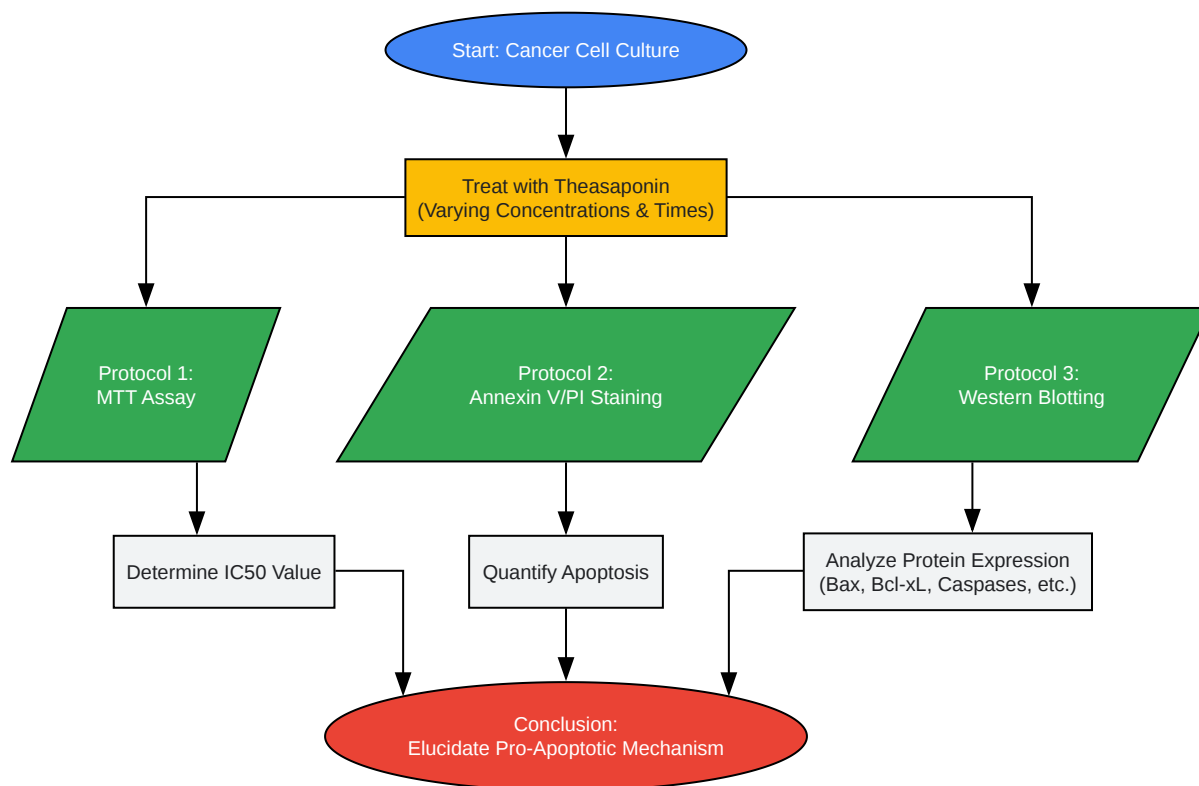 Start: Cancer Cell Culture
Treat with Theasaponin
(Varying Concentrations & Times)
Protocol 1:
MTT Assay
Protocol 2:
Annexin V/PI Staining
Protocol 3:
Western Blotting
Determine IC50 Value
Quantify Apoptosis
Analyze Protein Expression
(Bax, Bcl-xL, Caspases, etc.)
Conclusion:
Elucidate Pro-Apoptotic Mechanism